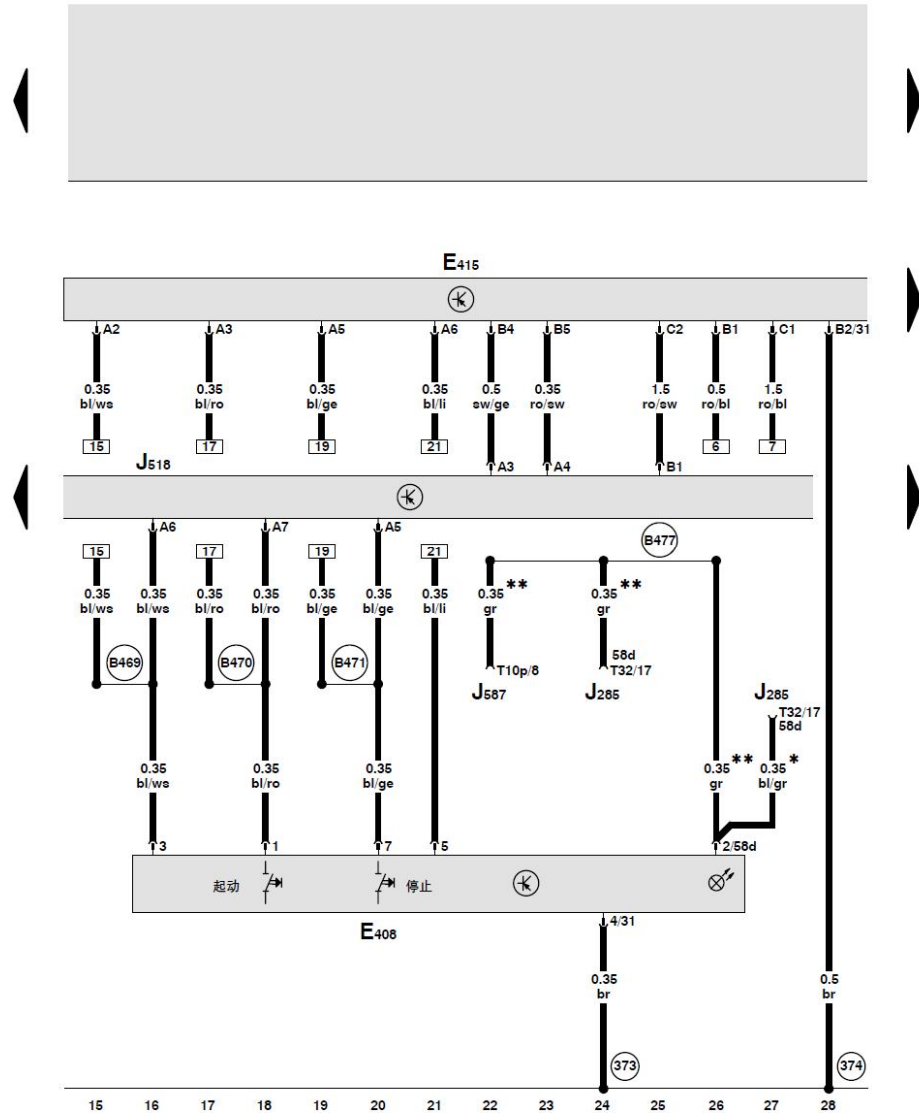 E415
A2 A3 A5 A6 B4 B5 C2 B1 C1 B2/31
0.35 0.35 0.35 0.35 0.5 0.35 1.5 0.5 1.5
bl/ws bl/ro bl/ge bl/li sw/ge ro/sw ro/sw ro/bl ro/bl
15 17 19 21 6 7
J518
A3 A4 B1
A6 A7 A5
B477
15 17 19 21
** **
0.35 0.35 0.35 0.35 0.35 0.35 0.35 0.35 0.35
bl/ws bl/ws bl/ro bl/ro bl/ge bl/ge bl/li gr gr
B469 B470 B471
58d
T10p/8 T32/17
J587 J285 J285
T32/17
58d
** *
0.35 0.35 0.35 0.35 0.35
bl/ws bl/ro bl/ge gr bl/gr
3 1 7 5 2/58d
起动 停止
E408
4/31
0.35 0.5
br br
373 374
15 16 17 18 19 20 21 22 23 24 25 26 27 28